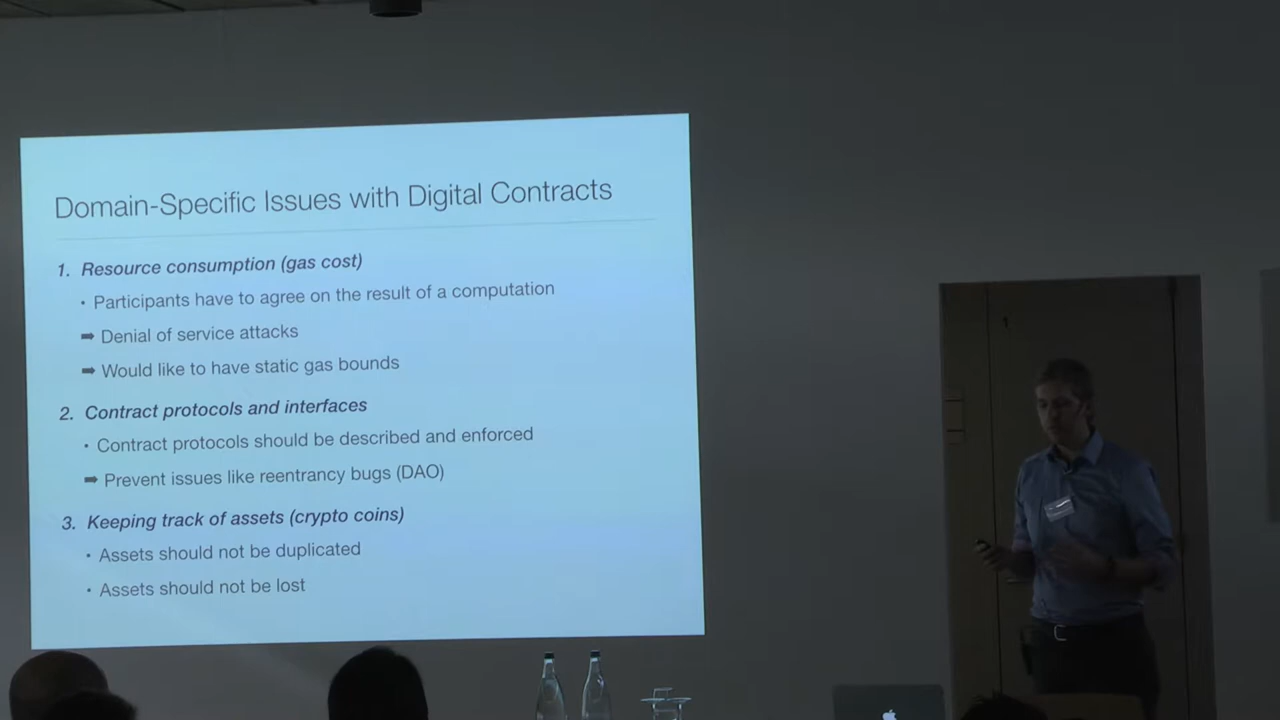 Domain-Specific Issues with Digital Contracts
1. Resource consumption (gas cost)
• Participants have to agree on the result of a computation
➡ Denial of service attacks
➡ Would like to have static gas bounds
2. Contract protocols and interfaces
• Contract protocols should be described and enforced
➡ Prevent issues like reentrancy bugs (DAO)
3. Keeping track of assets (crypto coins)
• Assets should not be duplicated
• Assets should not be lost